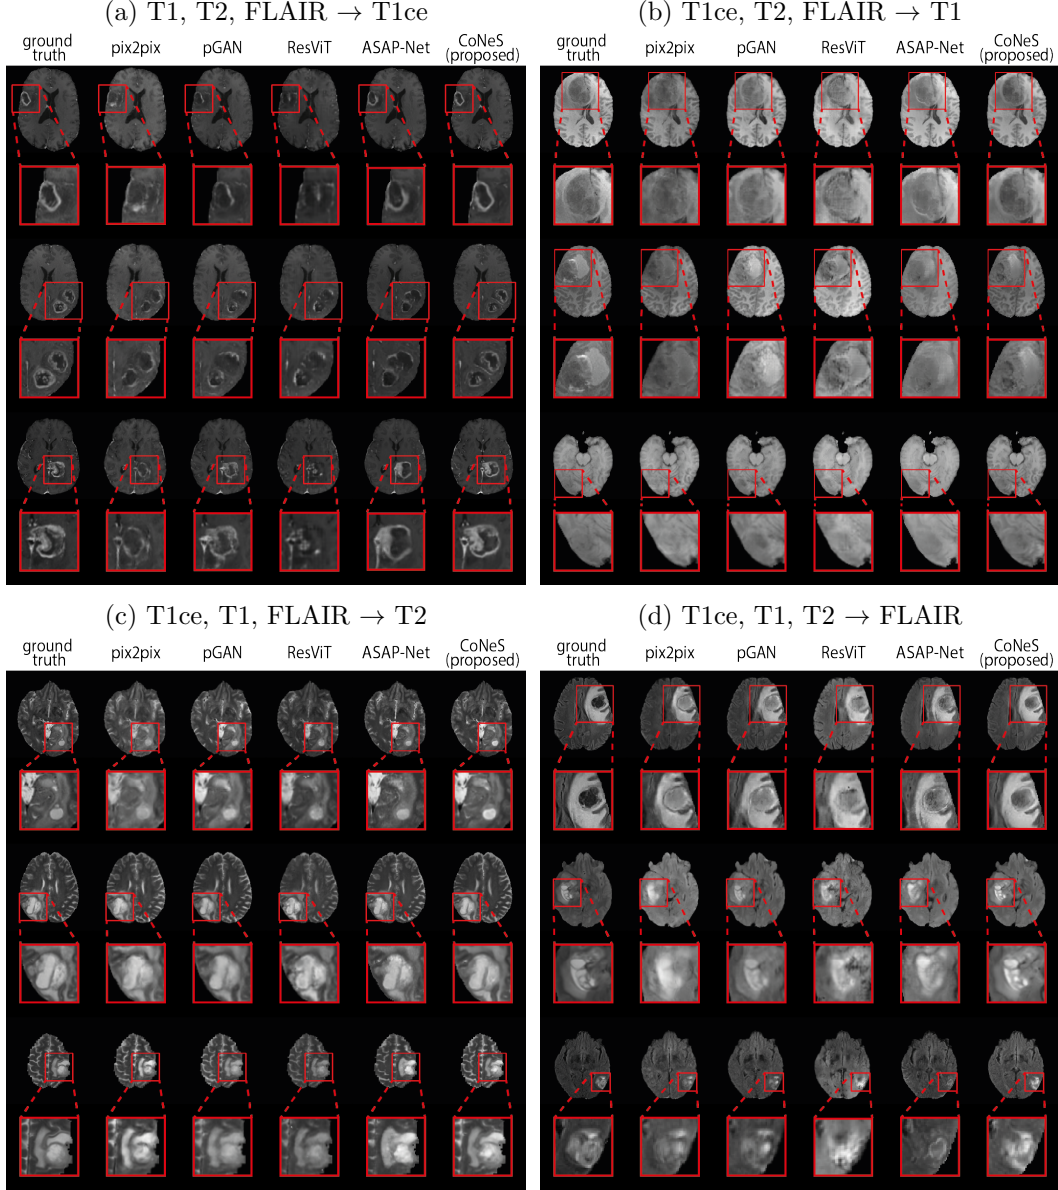 (a) T1, T2, FLAIR → T1ce
ground truth pix2pix pGAN ResViT ASAP-Net CoNeS (proposed)
(b) T1ce, T2, FLAIR → T1
ground truth pix2pix pGAN ResViT ASAP-Net CoNeS (proposed)
(c) T1ce, T1, FLAIR → T2
ground truth pix2pix pGAN ResViT ASAP-Net CoNeS (proposed)
(d) T1ce, T1, T2 → FLAIR
ground truth pix2pix pGAN ResViT ASAP-Net CoNeS (proposed)